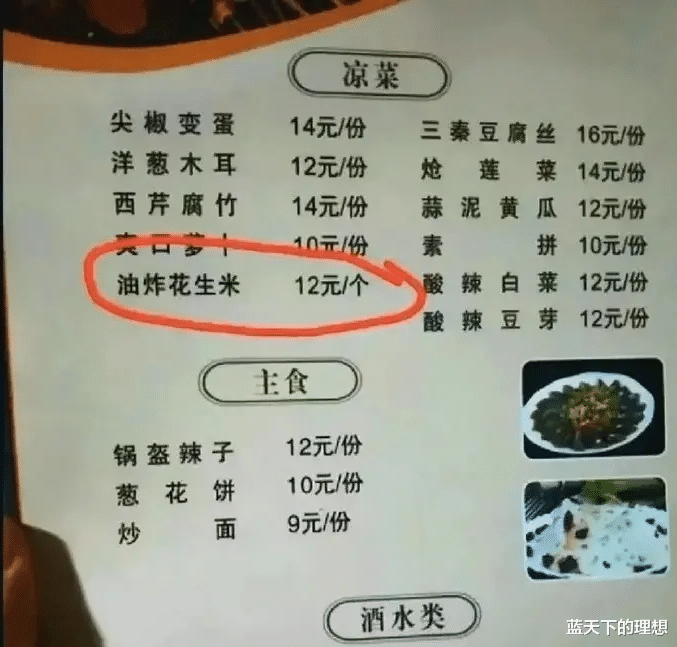 凉菜
尖椒变蛋 14元/份
洋葱木耳 12元/份
西芹腐竹 14元/份
爽口萝卜 10元/份
油炸花生米 12元/个
三秦豆腐丝 16元/份
炝莲菜 14元/份
蒜泥黄瓜 12元/份
素拼 10元/份
酸辣白菜 12元/份
酸辣豆芽 12元/份
主食
锅盔辣子 12元/份
葱花饼 10元/份
炒面 9元/份
酒水类
蓝天下的理想